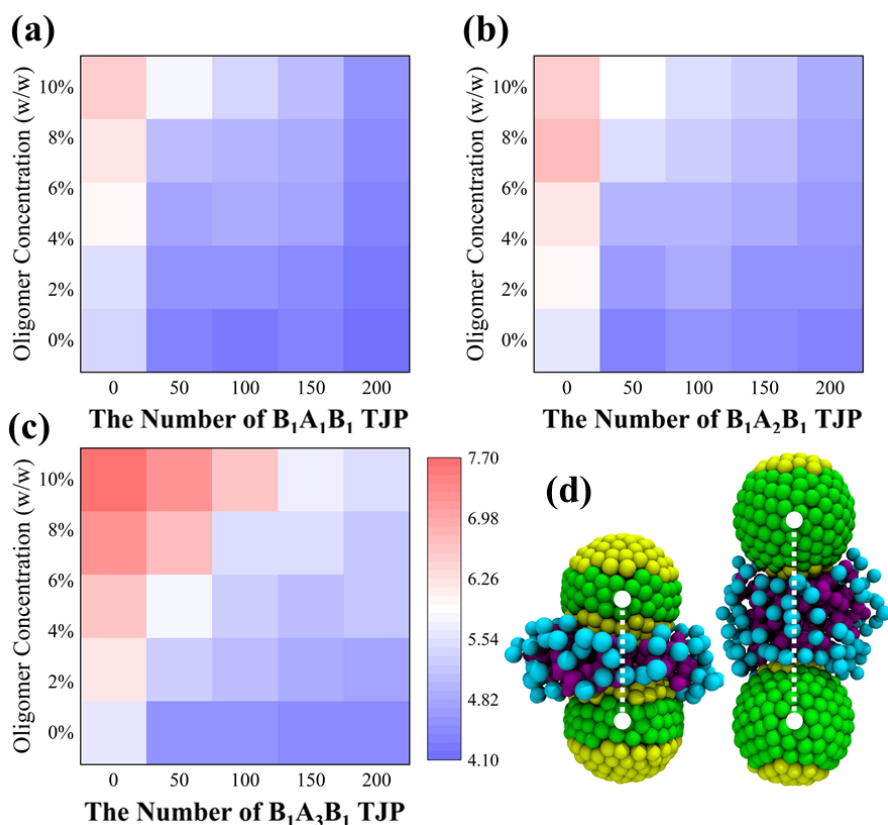 (a)
Oligomer Concentration (w/w)
10%
8%
6%
4%
2%
0%
0 50 100 150 200
The Number of B₁A₁B₁ TJP
(b)
Oligomer Concentration (w/w)
10%
8%
6%
4%
2%
0%
0 50 100 150 200
The Number of B₁A₂B₁ TJP
(c)
Oligomer Concentration (w/w)
10%
8%
6%
4%
2%
0%
0 50 100 150 200
The Number of B₁A₃B₁ TJP
7.70
6.98
6.26
5.54
4.82
4.10
(d)